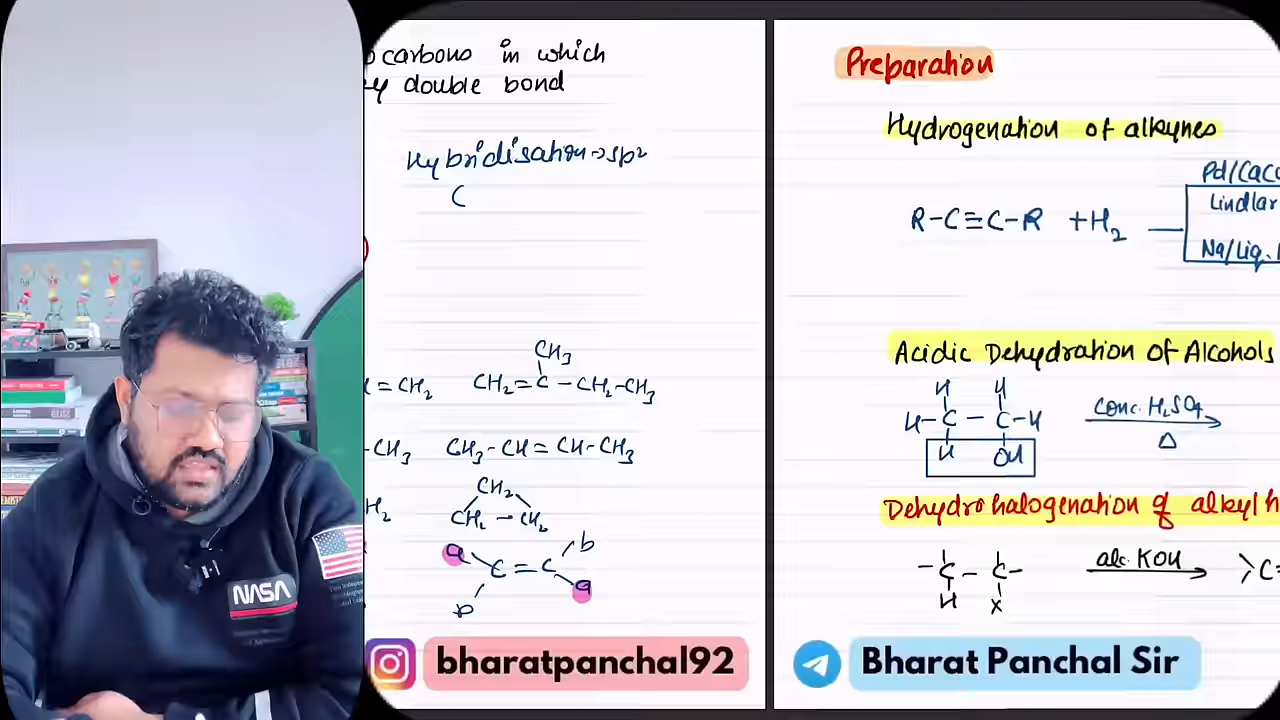 carbons in which
double bond
Hybridisation→sp2
C
CH3
=CH2 CH2=C-CH2-CH3
-CH3 CH3-CH=CH-CH3
CH2
H2 CH2-CH2
a b
C=C
b a
bharatpanchal92
NASA
Preparation
Hydrogenation of alkynes
Pd/CaCO
Lindlar
R-C≡C-R +H2
Na/Liq.
Acidic Dehydration of Alcohols
H H
H-C-C-H conc. H2SO4
H OH Δ
Dehydrohalogenation of alkyl h
-C-C- alc. KOH C=
H X
Bharat Panchal Sir